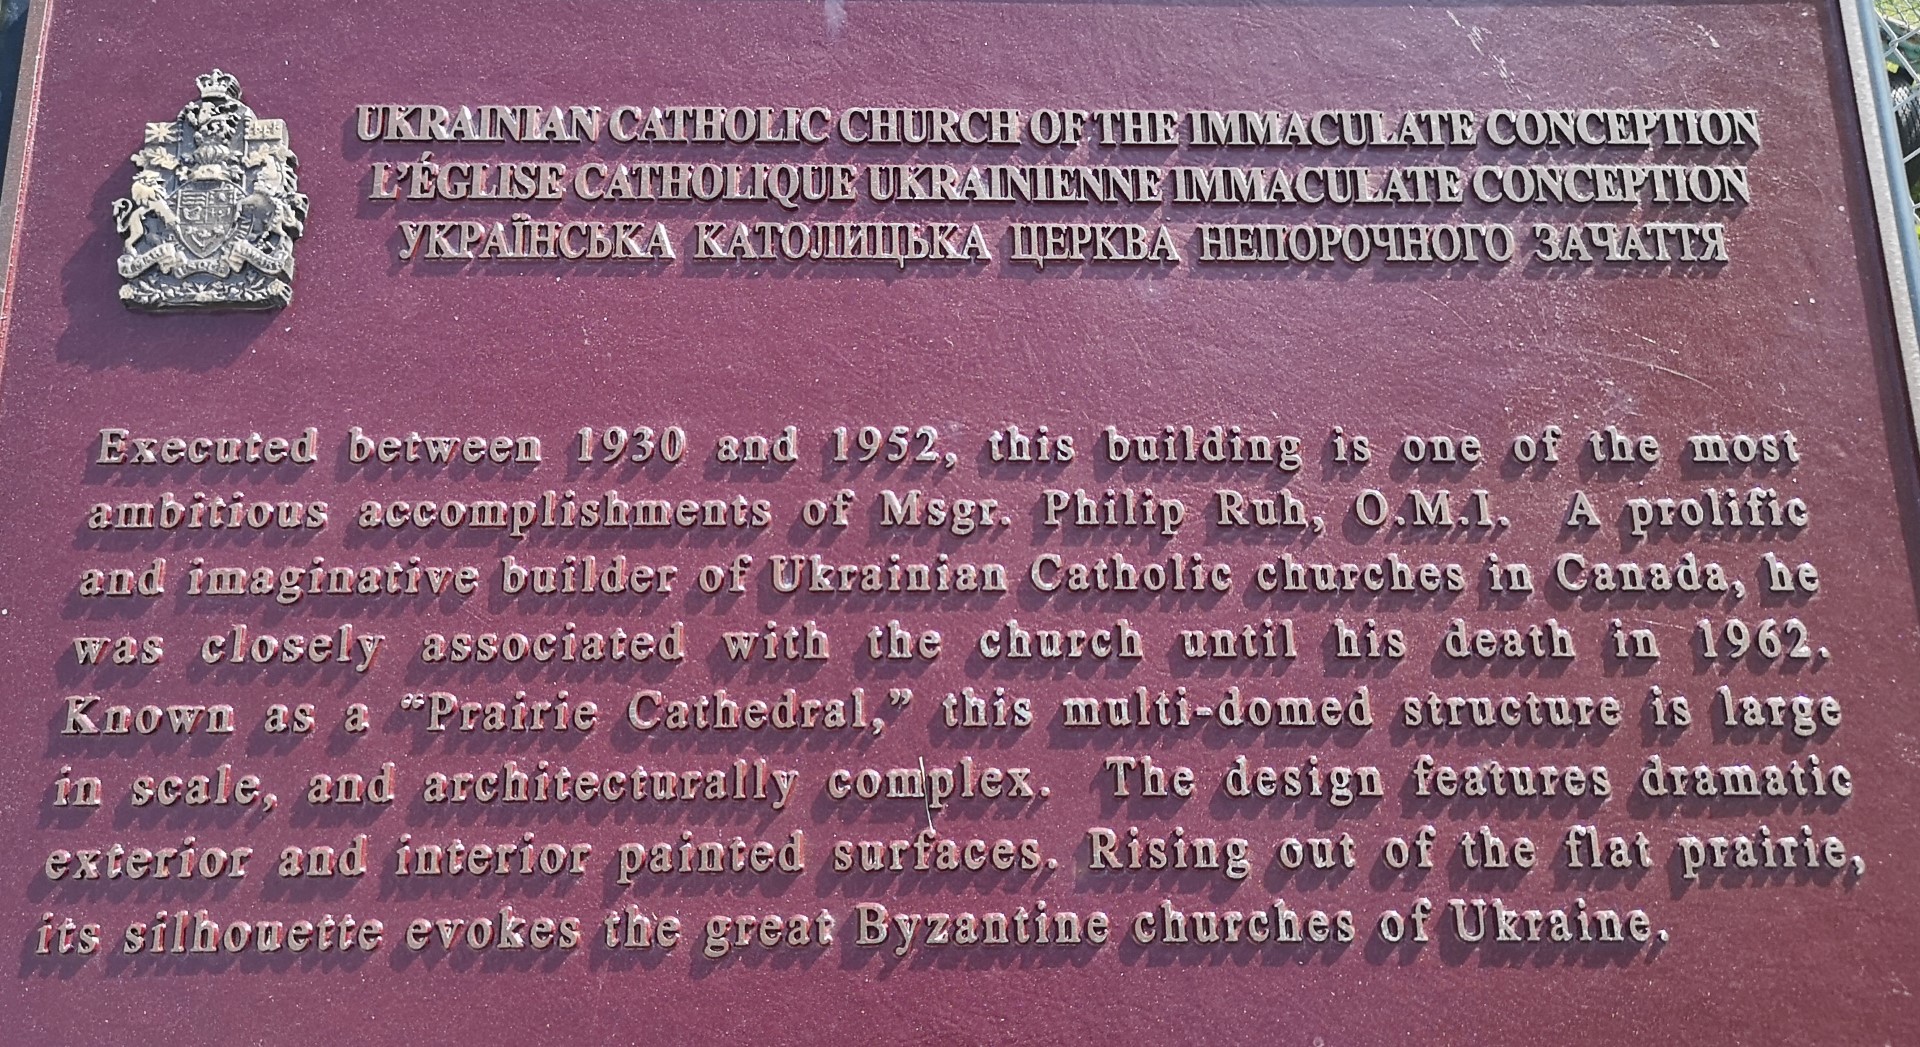 UKRAINIAN CATHOLIC CHURCH OF THE IMMACULATE CONCEPTION
L'ÉGLISE CATHOLIQUE UKRAINIENNE IMMACULATE CONCEPTION
УКРАЇНСЬКА КАТОЛИЦЬКА ЦЕРКВА НЕПОРОЧНОГО ЗАЧАТТЯ
Executed between 1930 and 1952, this building is one of the most
ambitious accomplishments of Msgr. Philip Ruh, O.M.I. A prolific
and imaginative builder of Ukrainian Catholic churches in Canada, he
was closely associated with the church until his death in 1962.
Known as a “Prairie Cathedral,” this multi-domed structure is large
in scale, and architecturally complex. The design features dramatic
exterior and interior painted surfaces. Rising out of the flat prairie,
its silhouette evokes the great Byzantine churches of Ukraine.